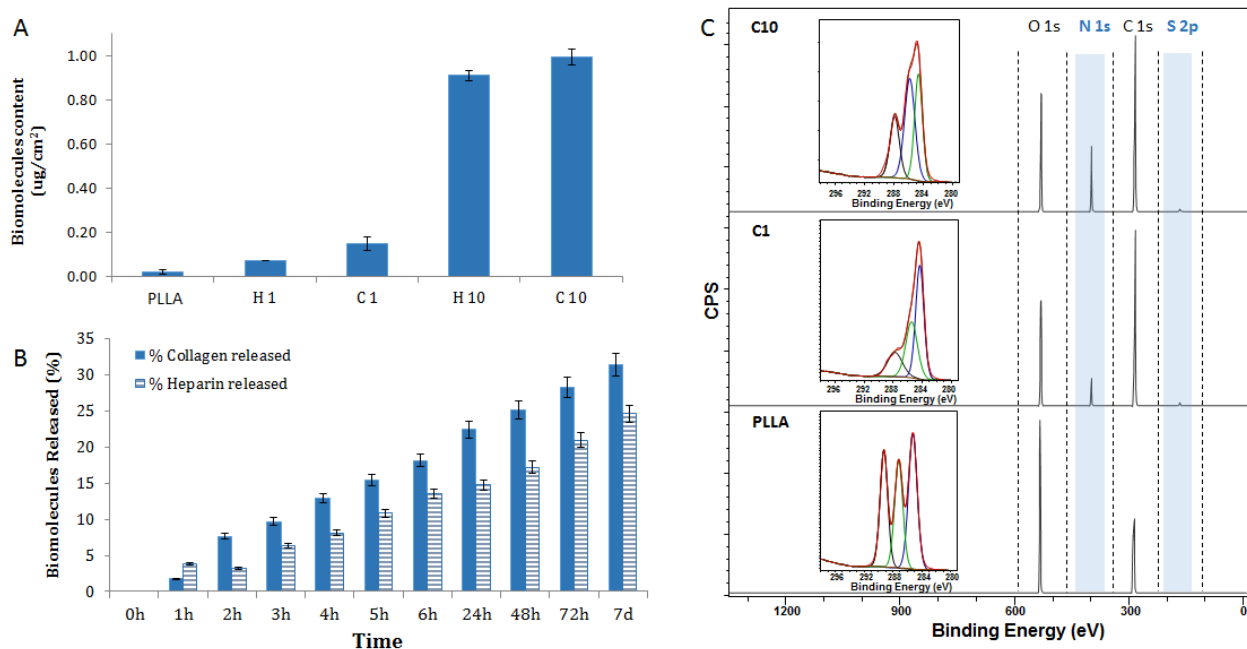 A
Biomolecules content
(ug/cm²)
1.00
0.80
0.60
0.40
0.20
0.00
PLLA H 1 C 1 H 10 C 10
B
Biomolecules Released (%)
35
30
25
20
15
10
5
0
% Collagen released
% Heparin released
0h 1h 2h 3h 4h 5h 6h 24h 48h 72h 7d
Time
C
O 1s N 1s C 1s S 2p
C10
296 292 288 284 280
Binding Energy (eV)
C1
296 292 288 284 280
Binding Energy (eV)
PLLA
296 292 288 284 280
Binding Energy (eV)
CPS
1200 900 600 300 0
Binding Energy (eV)